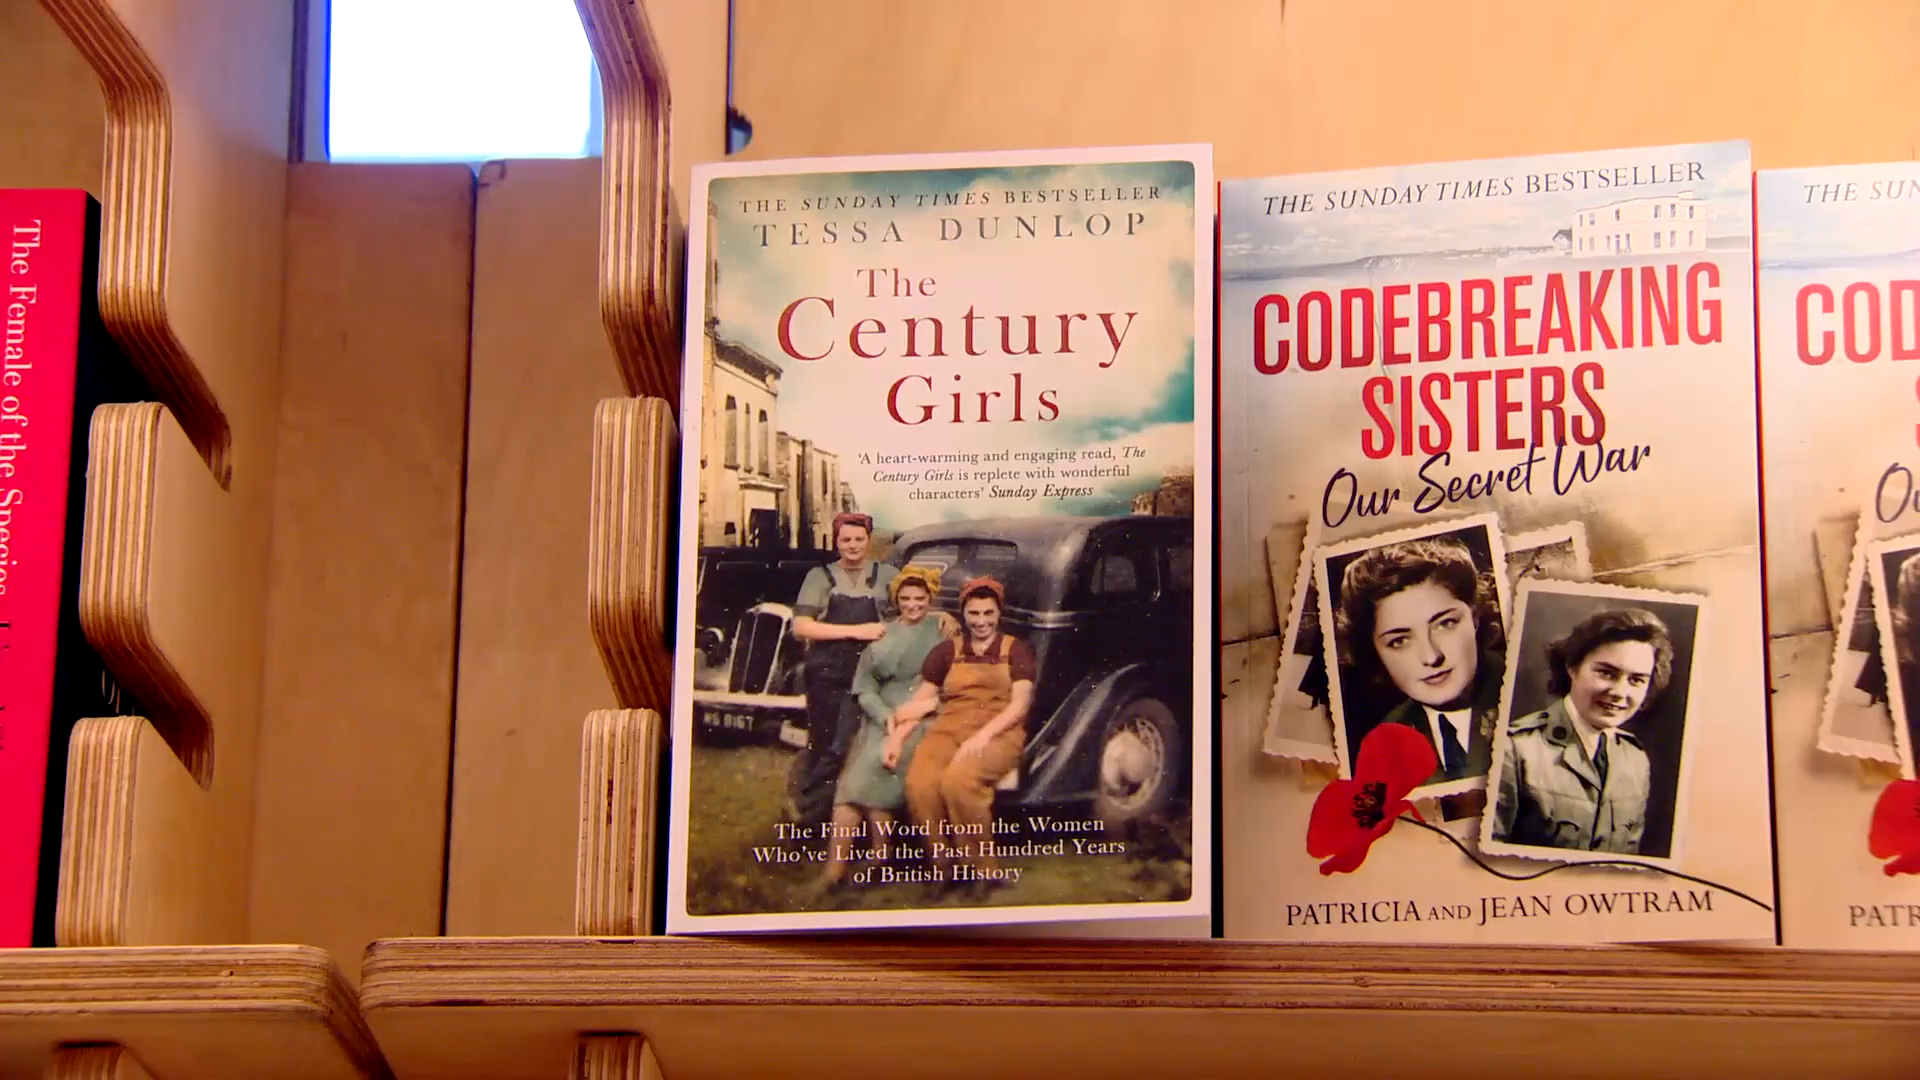 The Female of the Species
THE SUNDAY TIMES BESTSELLER
TESSA DUNLOP
The
Century
Girls
'A heart-warming and engaging read, The
Century Girls is replete with wonderful
characters' Sunday Express
The Final Word from the Women
Who've Lived the Past Hundred Years
of British History
THE SUNDAY TIMES BESTSELLER
CODEBREAKING
SISTERS
Our Secret War
PATRICIA AND JEAN OWTRAM
THE SUN
COD
S
Ou
PATR